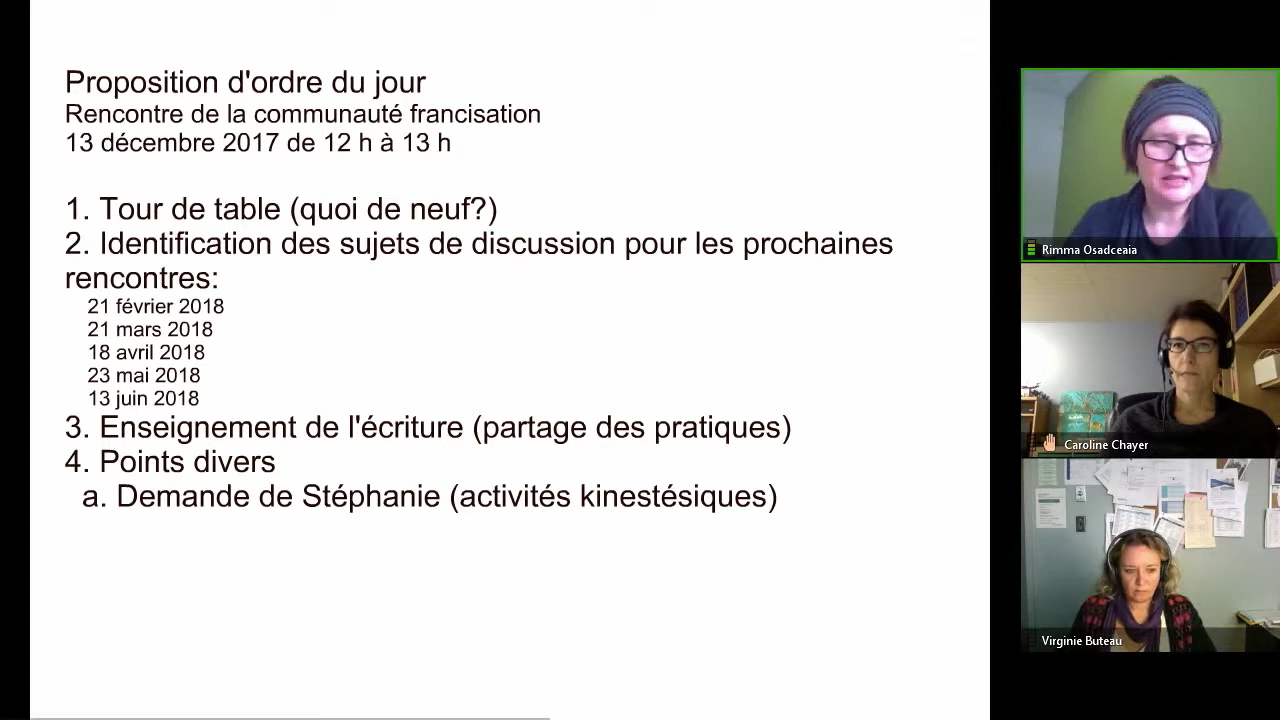 Proposition d'ordre du jour
Rencontre de la communauté francisation
13 décembre 2017 de 12 h à 13 h
1. Tour de table (quoi de neuf?)
2. Identification des sujets de discussion pour les prochaines
rencontres:
21 février 2018
21 mars 2018
18 avril 2018
23 mai 2018
13 juin 2018
3. Enseignement de l'écriture (partage des pratiques)
4. Points divers
a. Demande de Stéphanie (activités kinestésiques)
Rimma Osadceaia
Caroline Chayer
Virginie Buteau